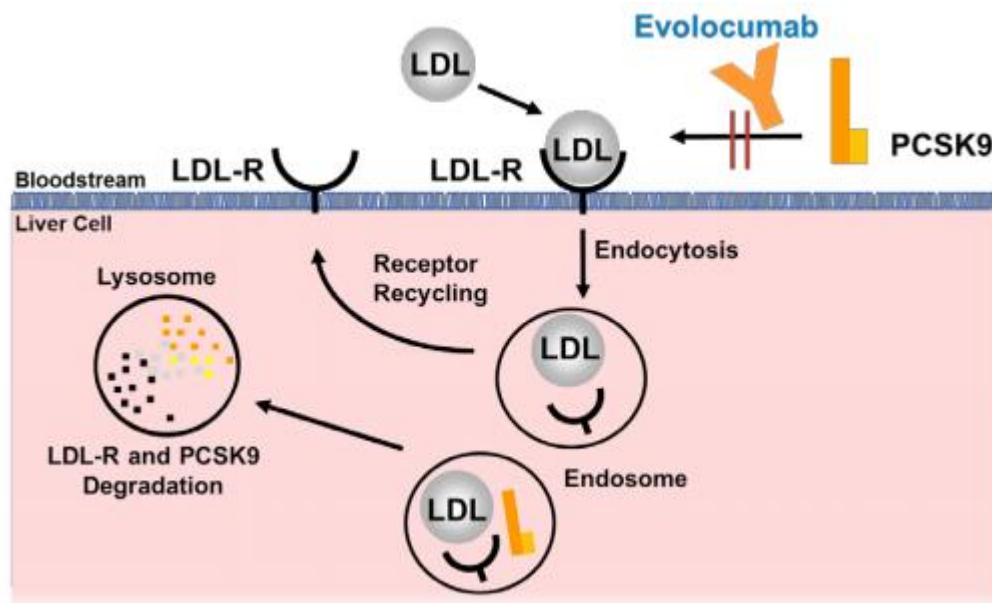 Evolocumab
LDL
LDL
PCSK9
LDL-R
LDL-R
Bloodstream
Liver Cell
Endocytosis
Receptor
Recycling
Lysosome
LDL
LDL-R and PCSK9
Degradation
Endosome
LDL